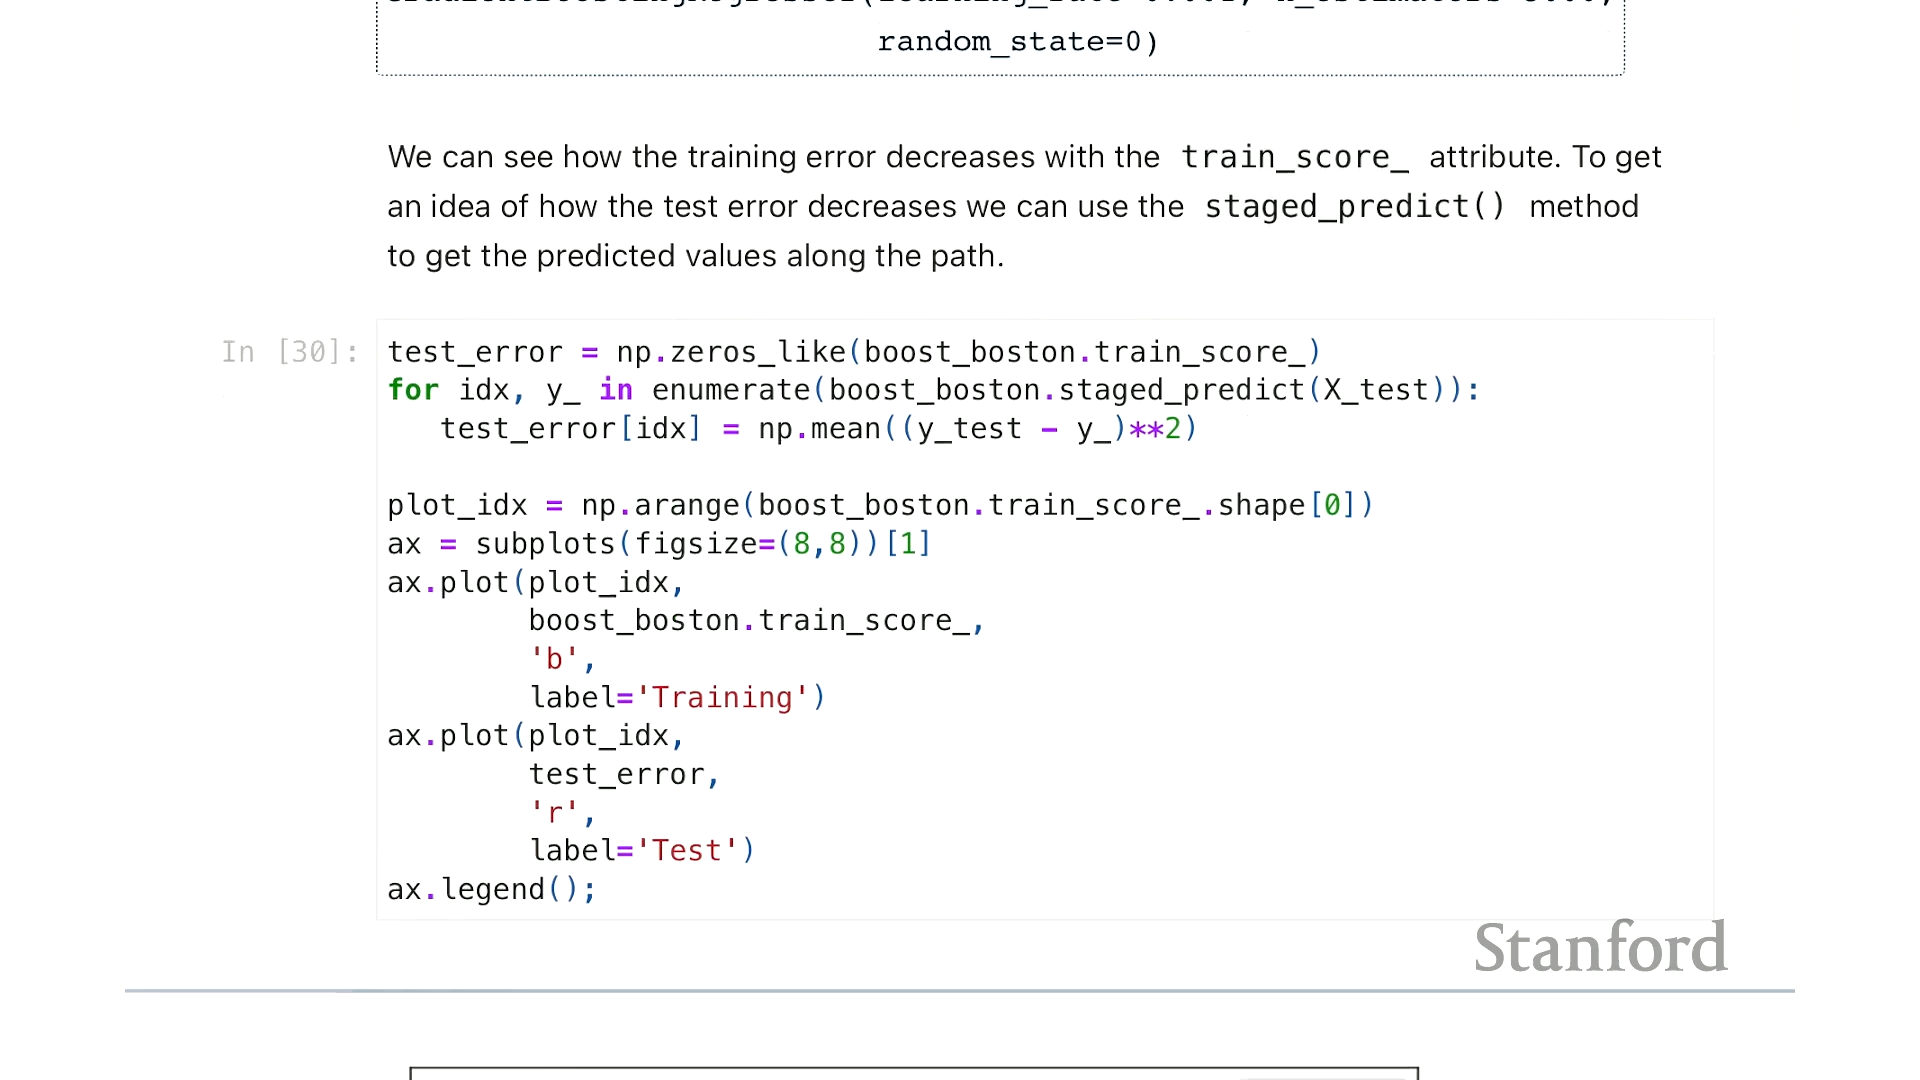 random_state=0)
We can see how the training error decreases with the train_score_ attribute. To get
an idea of how the test error decreases we can use the staged_predict() method
to get the predicted values along the path.
In [30]:
test_error = np.zeros_like(boost_boston.train_score_)
for idx, y_ in enumerate(boost_boston.staged_predict(X_test)):
   test_error[idx] = np.mean((y_test - y_)**2)

plot_idx = np.arange(boost_boston.train_score_.shape[0])
ax = subplots(figsize=(8,8))[1]
ax.plot(plot_idx,
        boost_boston.train_score_,
        'b',
        label='Training')
ax.plot(plot_idx,
        test_error,
        'r',
        label='Test')
ax.legend();
Stanford